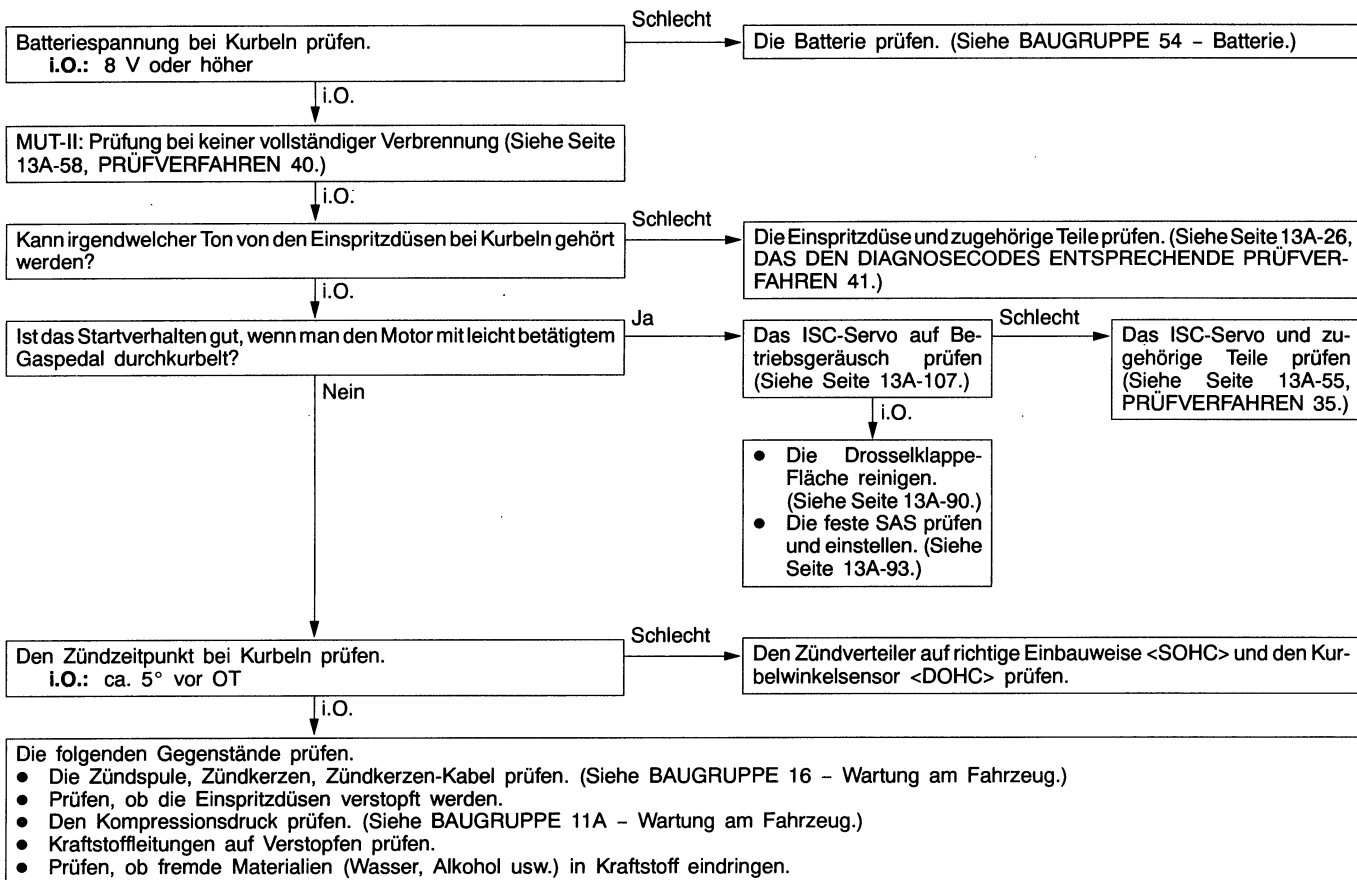 Batteriespannung bei Kurbeln prüfen.
i.O.: 8 V oder höher
Schlecht
Die Batterie prüfen. (Siehe BAUGRUPPE 54 – Batterie.)
i.O.
MUT-II: Prüfung bei keiner vollständiger Verbrennung (Siehe Seite
13A-58, PRÜFVERFAHREN 40.)
i.O.
Kann irgendwelcher Ton von den Einspritzdüsen bei Kurbeln gehört
werden?
Schlecht
Die Einspritzdüse und zugehörige Teile prüfen. (Siehe Seite 13A-26,
DAS DEN DIAGNOSECODES ENTSPRECHENDE PRÜFVER-
FAHREN 41.)
i.O.
Ist das Startverhalten gut, wenn man den Motor mit leicht betätigtem
Gaspedal durchkurbelt?
Ja
Das ISC-Servo auf Be-
triebsgeräusch prüfen
(Siehe Seite 13A-107.)
Schlecht
Das ISC-Servo und zu-
gehörige Teile prüfen
(Siehe Seite 13A-55,
PRÜFVERFAHREN 35.)
Nein
i.O.
● Die Drosselklappe-
Fläche reinigen.
(Siehe Seite 13A-90.)
● Die feste SAS prüfen
und einstellen. (Siehe
Seite 13A-93.)
Den Zündzeitpunkt bei Kurbeln prüfen.
i.O.: ca. 5° vor OT
Schlecht
Den Zündverteiler auf richtige Einbauweise <SOHC> und den Kur-
belwinkelsensor <DOHC> prüfen.
i.O.
Die folgenden Gegenstände prüfen.
● Die Zündspule, Zündkerzen, Zündkerzen-Kabel prüfen. (Siehe BAUGRUPPE 16 – Wartung am Fahrzeug.)
● Prüfen, ob die Einspritzdüsen verstopft werden.
● Den Kompressionsdruck prüfen. (Siehe BAUGRUPPE 11A – Wartung am Fahrzeug.)
● Kraftstoffleitungen auf Verstopfen prüfen.
● Prüfen, ob fremde Materialien (Wasser, Alkohol usw.) in Kraftstoff eindringen.